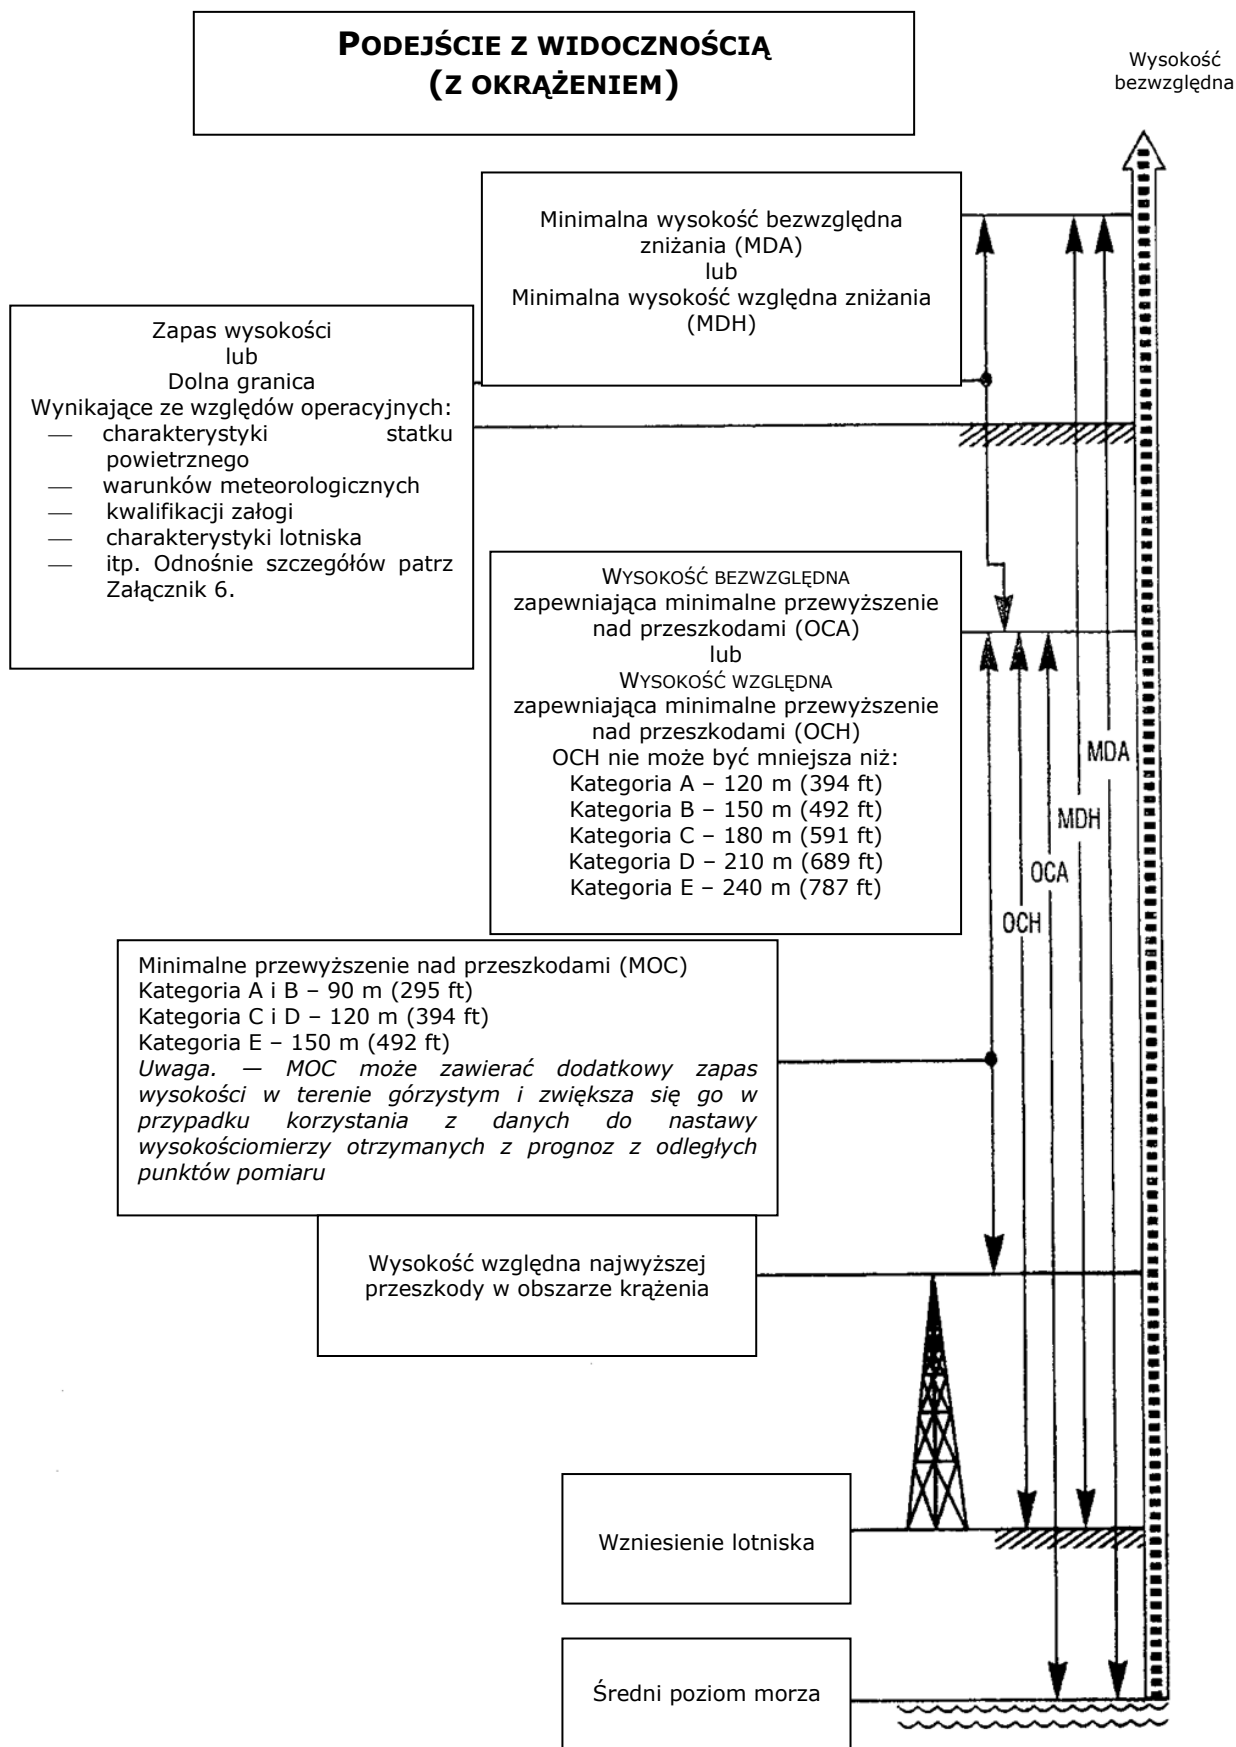 PODEJŚCIE Z WIDOCZNOŚCIĄ
(Z OKRĄŻENIEM)
Wysokość
bezwzględna
Minimalna wysokość bezwzględna
zniżania (MDA)
lub
Minimalna wysokość względna zniżania
(MDH)
Zapas wysokości
lub
Dolna granica
Wynikające ze względów operacyjnych:
— charakterystyki statku
powietrznego
— warunków meteorologicznych
— kwalifikacji załogi
— charakterystyki lotniska
— itp. Odnośnie szczegółów patrz
Załącznik 6.
WYSOKOŚĆ BEZWZGLĘDNA
zapewniająca minimalne przewyższenie
nad przeszkodami (OCA)
lub
WYSOKOŚĆ WZGLĘDNA
zapewniająca minimalne przewyższenie
nad przeszkodami (OCH)
OCH nie może być mniejsza niż:
Kategoria A – 120 m (394 ft)
Kategoria B – 150 m (492 ft)
Kategoria C – 180 m (591 ft)
Kategoria D – 210 m (689 ft)
Kategoria E – 240 m (787 ft)
MDA
MDH
OCA
OCH
Minimalne przewyższenie nad przeszkodami (MOC)
Kategoria A i B – 90 m (295 ft)
Kategoria C i D – 120 m (394 ft)
Kategoria E – 150 m (492 ft)
Uwaga. — MOC może zawierać dodatkowy zapas
wysokości w terenie górzystym i zwiększa się go w
przypadku korzystania z danych do nastawy
wysokościomierzy otrzymanych z prognoz z odległych
punktów pomiaru
Wysokość względna najwyższej
przeszkody w obszarze krążenia
Wzniesienie lotniska
Średni poziom morza